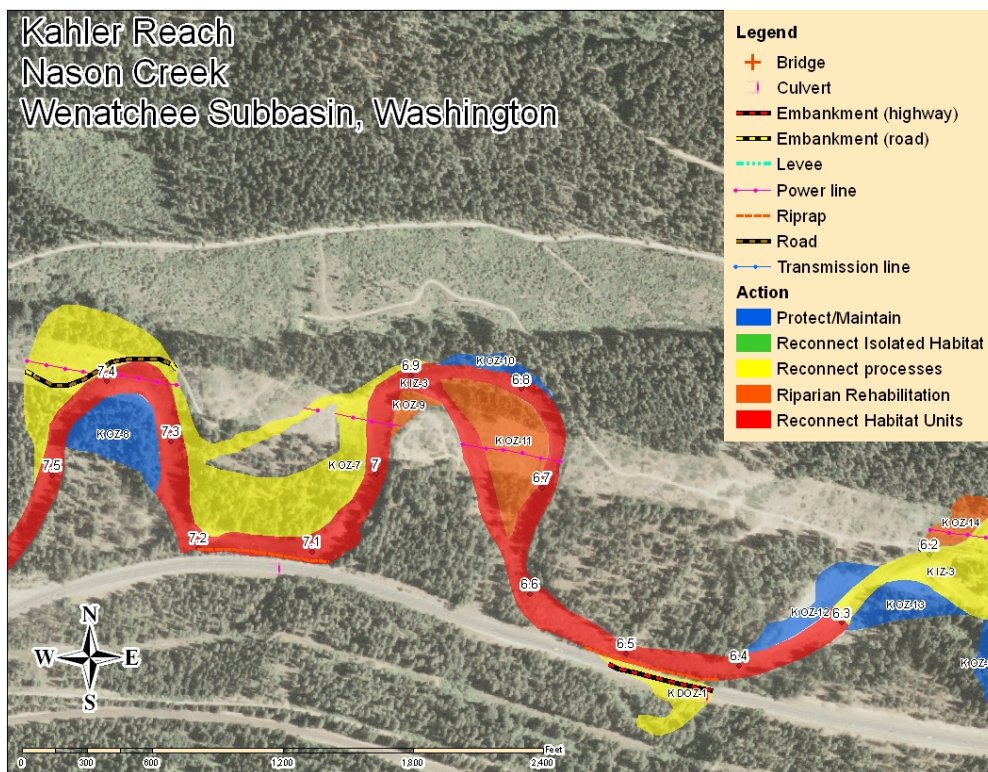 Kahler Reach
Nason Creek
Wenatchee Subbasin, Washington
Legend
Bridge
Culvert
Embankment (highway)
Embankment (road)
Levee
Power line
Riprap
Road
Transmission line
Action
Protect/Maintain
Reconnect Isolated Habitat
Reconnect processes
Riparian Rehabilitation
Reconnect Habitat Units
6.9
K OZ-10
7.4
K IZ-3
6.8
K OZ-9
7.3
K OZ-8
K OZ-11
7.5
K OZ-7
7
6.7
K OZ-14
7.2
7.1
6.2
K IZ-3
6.6
K OZ-12
6.3
K OZ-13
N
W E
S
6.5
6.4
K OZ-
K DOZ-1
0 300 600 1,200 1,800 2,400 Feet